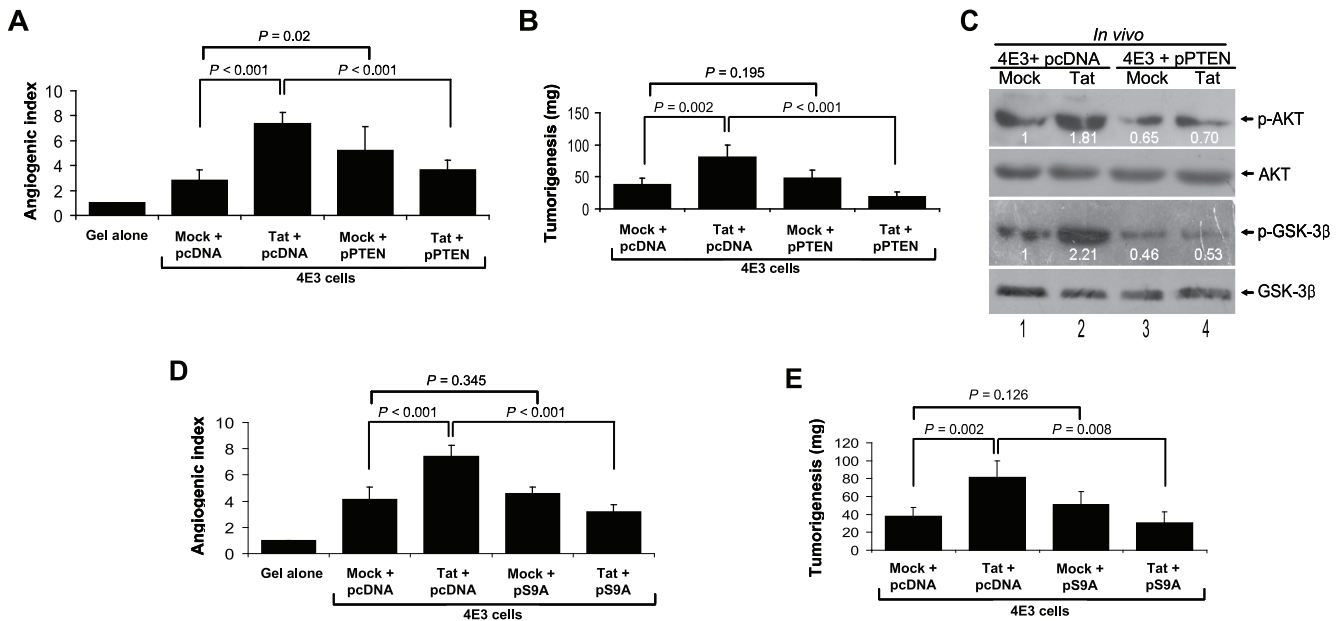 A
P = 0.02
P < 0.001
P < 0.001
Angiogenic index
10
8
6
4
2
0
Gel alone
Mock + pcDNA
Tat + pcDNA
Mock + pPTEN
Tat + pPTEN
4E3 cells
B
P = 0.195
P = 0.002
P < 0.001
Tumorigenesis (mg)
150
100
50
0
Mock + pcDNA
Tat + pcDNA
Mock + pPTEN
Tat + pPTEN
4E3 cells
C
In vivo
4E3+ pcDNA
4E3 + pPTEN
Mock
Tat
Mock
Tat
p-AKT
1
1.81
0.65
0.70
AKT
p-GSK-3β
1
2.21
0.46
0.53
GSK-3β
1
2
3
4
D
P = 0.345
P < 0.001
P < 0.001
Angiogenic index
10
8
6
4
2
0
Gel alone
Mock + pcDNA
Tat + pcDNA
Mock + pS9A
Tat + pS9A
4E3 cells
E
P = 0.126
P = 0.002
P = 0.008
Tumorigenesis (mg)
120
100
80
60
40
20
0
Mock + pcDNA
Tat + pcDNA
Mock + pS9A
Tat + pS9A
4E3 cells